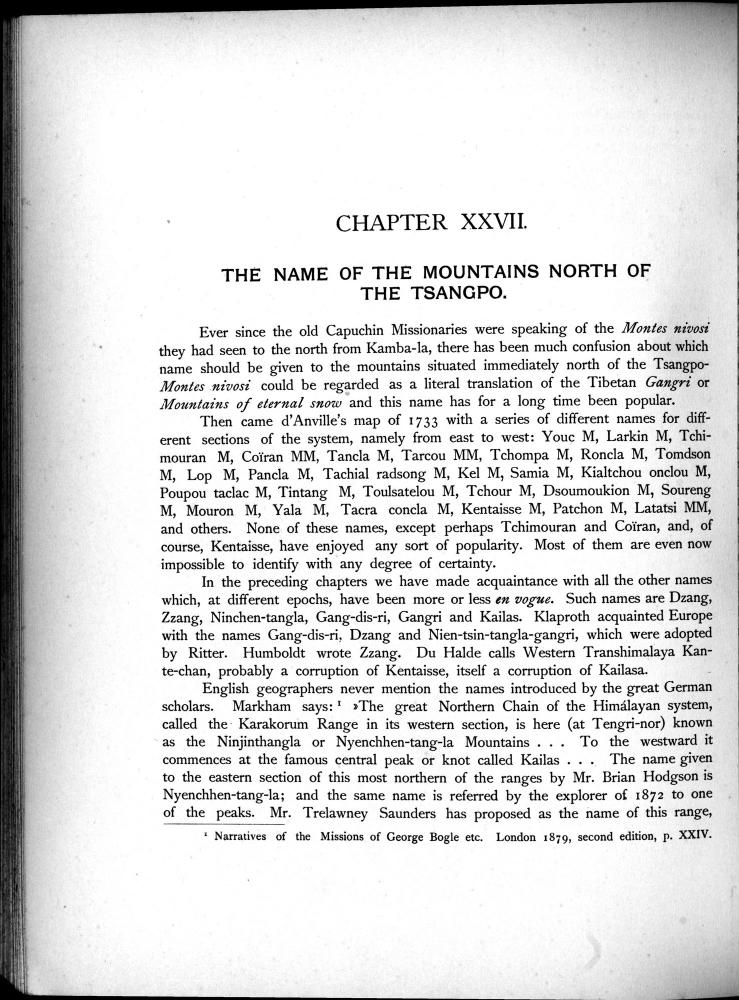 CHAPTER XXVII.
THE NAME OF THE MOUNTAINS NORTH OF
THE TSANGPO.
Ever since the old Capuchin Missionaries were speaking of the Montes nivosi
they had seen to the north from Kamba-la, there has been much confusion about which
name should be given to the mountains situated immediately north of the Tsangpo-
Montes nivosi could be regarded as a literal translation of the Tibetan Gangri or
Mountains of eternal snow and this name has for a long time been popular.
Then came d'Anville's map of 1733 with a series of different names for diff-
erent sections of the system, namely from east to west: Youc M, Larkin M, Tchi-
mouran M, Coïran MM, Tancla M, Tarcou MM, Tchompa M, Roncla M, Tomdson
M, Lop M, Pancla M, Tachial radsong M, Kel M, Samia M, Kialtchou onclou M,
Poupou taclac M, Tintang M, Toulsatelou M, Tchour M, Dsoumoukion M, Soureng
M, Mouron M, Yala M, Tacra concla M, Kentaisse M, Patchon M, Latatsi MM,
and others. None of these names, except perhaps Tchimouran and Coïran, and, of
course, Kentaisse, have enjoyed any sort of popularity. Most of them are even now
impossible to identify with any degree of certainty.
In the preceding chapters we have made acquaintance with all the other names
which, at different epochs, have been more or less en vogue. Such names are Dzang,
Zzang, Ninchen-tangla, Gang-dis-ri, Gangri and Kailas. Klaproth acquainted Europe
with the names Gang-dis-ri, Dzang and Nien-tsin-tangla-gangri, which were adopted
by Ritter. Humboldt wrote Zzang. Du Halde calls Western Transhimalaya Kan-
te-chan, probably a corruption of Kentaisse, itself a corruption of Kailasa.
English geographers never mention the names introduced by the great German
scholars. Markham says: ¹ »The great Northern Chain of the Himálayan system,
called the Karakorum Range in its western section, is here (at Tengri-nor) known
as the Ninjinthangla or Nyenchhen-tang-la Mountains . . . To the westward it
commences at the famous central peak or knot called Kailas . . . The name given
to the eastern section of this most northern of the ranges by Mr. Brian Hodgson is
Nyenchhen-tang-la; and the same name is referred by the explorer of 1872 to one
of the peaks. Mr. Trelawney Saunders has proposed as the name of this range,
¹ Narratives of the Missions of George Bogle etc. London 1879, second edition, p. XXIV.